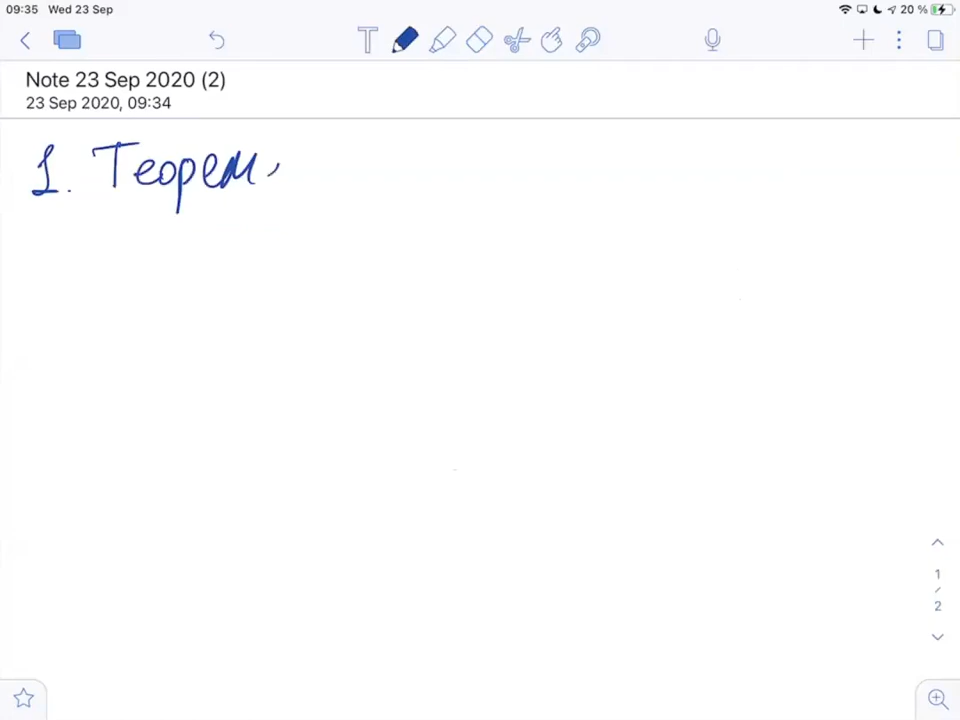 09:35 Wed 23 Sep 20 %
T
Note 23 Sep 2020 (2)
23 Sep 2020, 09:34
1. Теорем
1
/
2